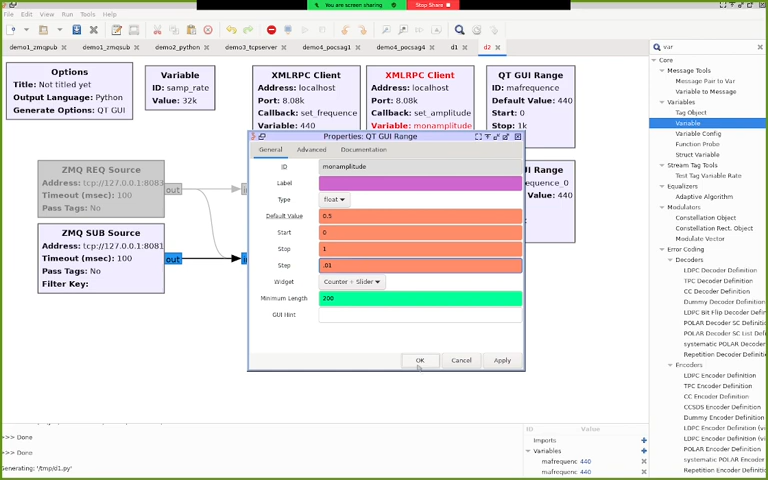 You are screen sharing
Stop Share
File Edit View Run Tools Help
demo1_zmqpub
demo1_zmqsub
demo2_python
demo3_tcpserver
demo4_pocsag1
demo4_pocsag4
d1
d2
var
Options
Title: Not titled yet
Output Language: Python
Generate Options: QT GUI
Variable
ID: samp_rate
Value: 32k
XMLRPC Client
Address: localhost
Port: 8.08k
Callback: set_frequence
Variable: 440
XMLRPC Client
Address: localhost
Port: 8.08k
Callback: set_amplitude
Variable: monamplitude
QT GUI Range
ID: mafrequence
Default Value: 440
Start: 0
Stop: 1k
ZMQ REQ Source
Address: tcp://127.0.0.1:8083
Timeout (msec): 100
Pass Tags: No
out
ZMQ SUB Source
Address: tcp://127.0.0.1:8081
Timeout (msec): 100
Pass Tags: No
Filter Key:
out
UI Range
equence_0
Value: 440
Properties: QT GUI Range
General
Advanced
Documentation
ID
monamplitude
Label
Type
float
Default Value
0.5
Start
0
Stop
1
Step
.01
Widget
Counter + Slider
Minimum Length
200
GUI Hint
OK
Cancel
Apply
Core
Message Tools
Message Pair to Var
Variable to Message
Variables
Tag Object
Variable
Variable Config
Function Probo
Struct Variable
Stream Tag Tools
Test Tag Variable Rate
Equalizers
Adaptive Algorithm
Modulators
Constellation Object
Constellation Rect. Object
Modulate Vector
Error Coding
Decoders
LDPC Decoder Definition
TPC Decoder Definition
CC Decoder Definition
Dummy Decoder Definition
LDPC Bit Flip Decoder Def
POLAR Decoder SC Definition
POLAR Decoder SC List Def
systematic POLAR Decoder
Repetition Decoder Definition
Encoders
LDPC Encoder Definition
TPC Encoder Definition
CC Encoder Definition
CCSDS Encoder Definition
Dummy Encoder Definition
LDPC Encoder Definition (vi
LDPC Encoder Definition (vi
POLAR Encoder Definition
systematic POLAR Encoder
Repetition Encoder Definition
>>> Done
>>> Done
Generating: '/tmp/d1.py'
ID
Value
Imports
Variables
mafrequenc 440
mafrequenc 440